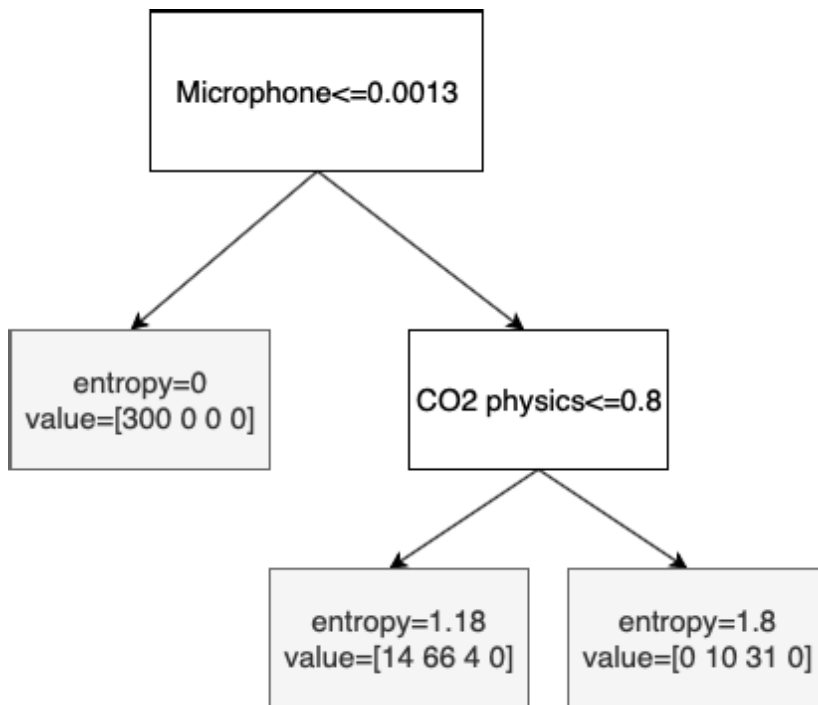 Microphone<=0.0013
entropy=0
value=[300 0 0 0]
CO2 physics<=0.8
entropy=1.18
value=[14 66 4 0]
entropy=1.8
value=[0 10 31 0]